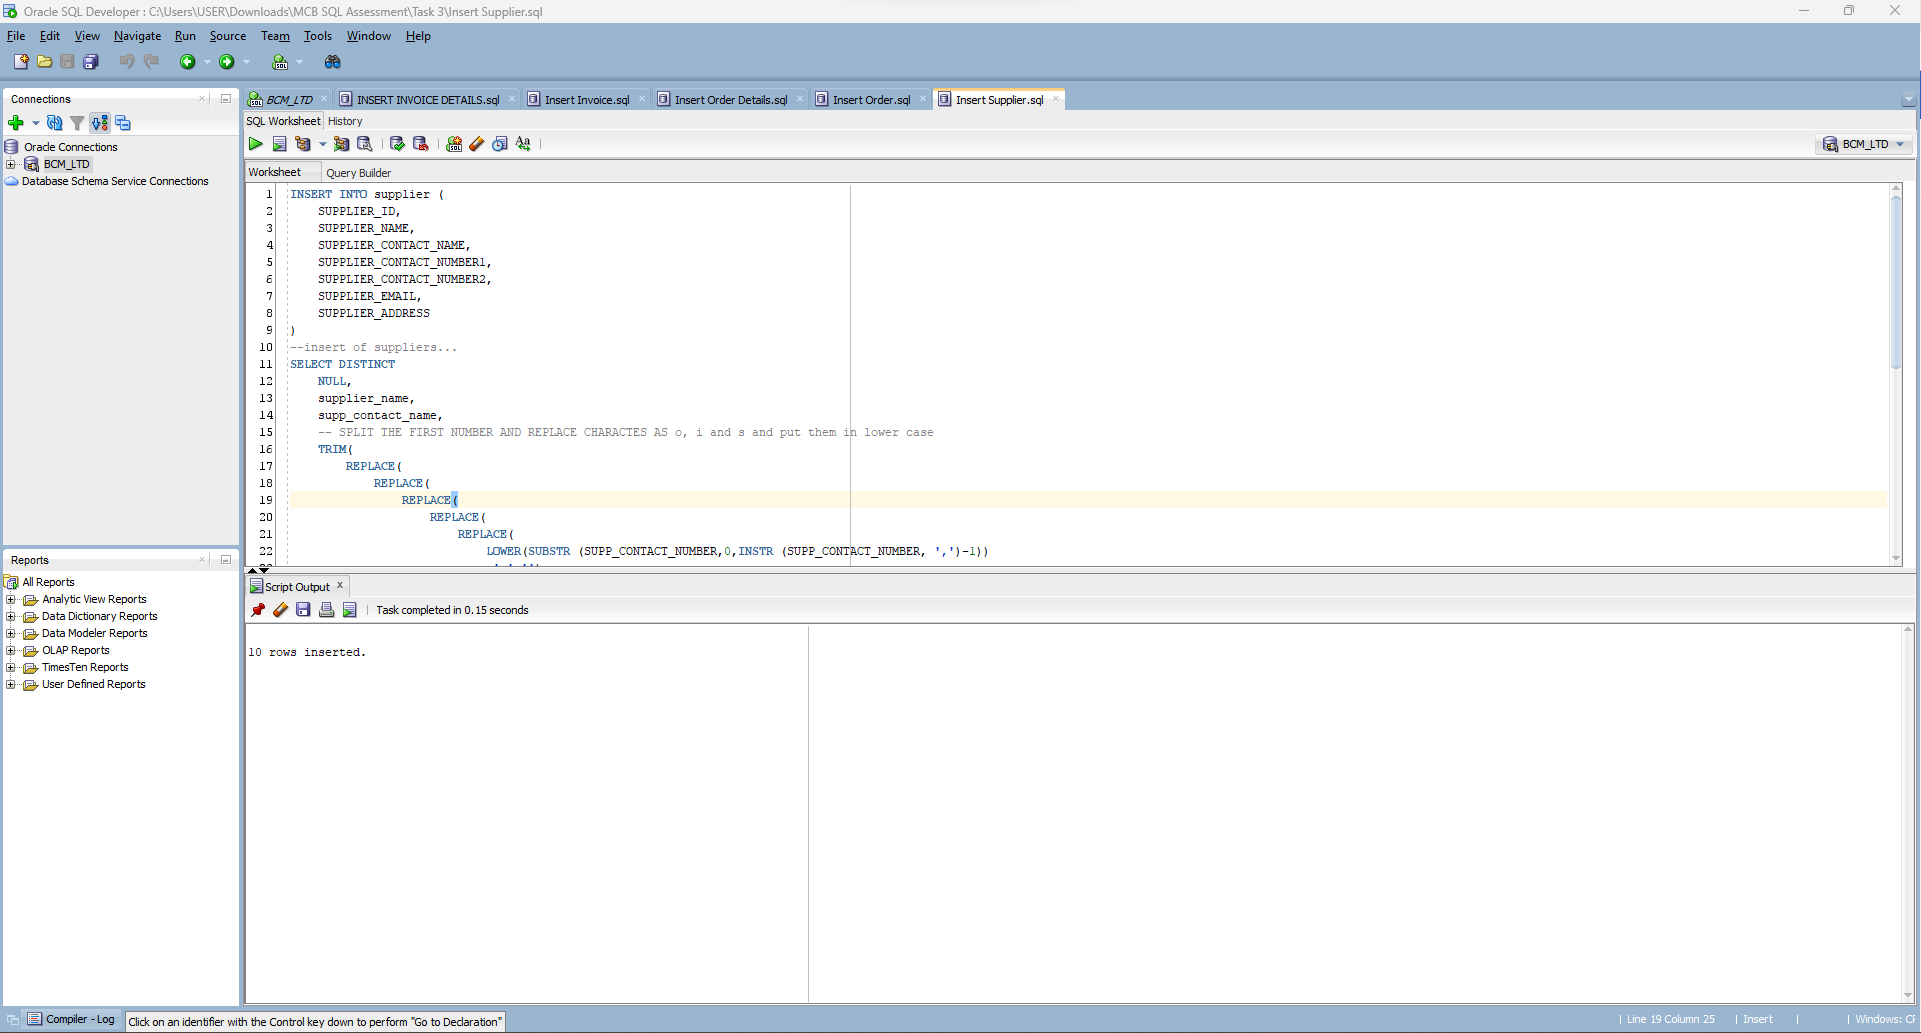 Oracle SQL Developer : C:\Users\USER\Downloads\MCB SQL Assessment\Task 3\Insert Supplier.sql
File Edit View Navigate Run Source Team Tools Window Help
Connections
Oracle Connections
BCM_LTD
Database Schema Service Connections
Reports
All Reports
Analytic View Reports
Data Dictionary Reports
Data Modeler Reports
OLAP Reports
TimesTen Reports
User Defined Reports
BCM_LTD INSERT INVOICE DETAILS.sql Insert Invoice.sql Insert Order Details.sql Insert Order.sql Insert Supplier.sql
SQL Worksheet History
Aa
BCM_LTD
Worksheet Query Builder
1 INSERT INTO supplier (
2 SUPPLIER_ID,
3 SUPPLIER_NAME,
4 SUPPLIER_CONTACT_NAME,
5 SUPPLIER_CONTACT_NUMBER1,
6 SUPPLIER_CONTACT_NUMBER2,
7 SUPPLIER_EMAIL,
8 SUPPLIER_ADDRESS
9 )
10 --insert of suppliers...
11 SELECT DISTINCT
12 NULL,
13 supplier_name,
14 supp_contact_name,
15 -- SPLIT THE FIRST NUMBER AND REPLACE CHARACTES AS o, i and s and put them in lower case
16 TRIM(
17 REPLACE(
18 REPLACE(
19 REPLACE(
20 REPLACE(
21 REPLACE(
22 LOWER(SUBSTR (SUPP_CONTACT_NUMBER,0,INSTR (SUPP_CONTACT_NUMBER, ',')-1))
Script Output
Task completed in 0.15 seconds
10 rows inserted.
Compiler - Log
Click on an identifier with the Control key down to perform "Go to Declaration"
Line 19 Column 25 | Insert | Windows: CF